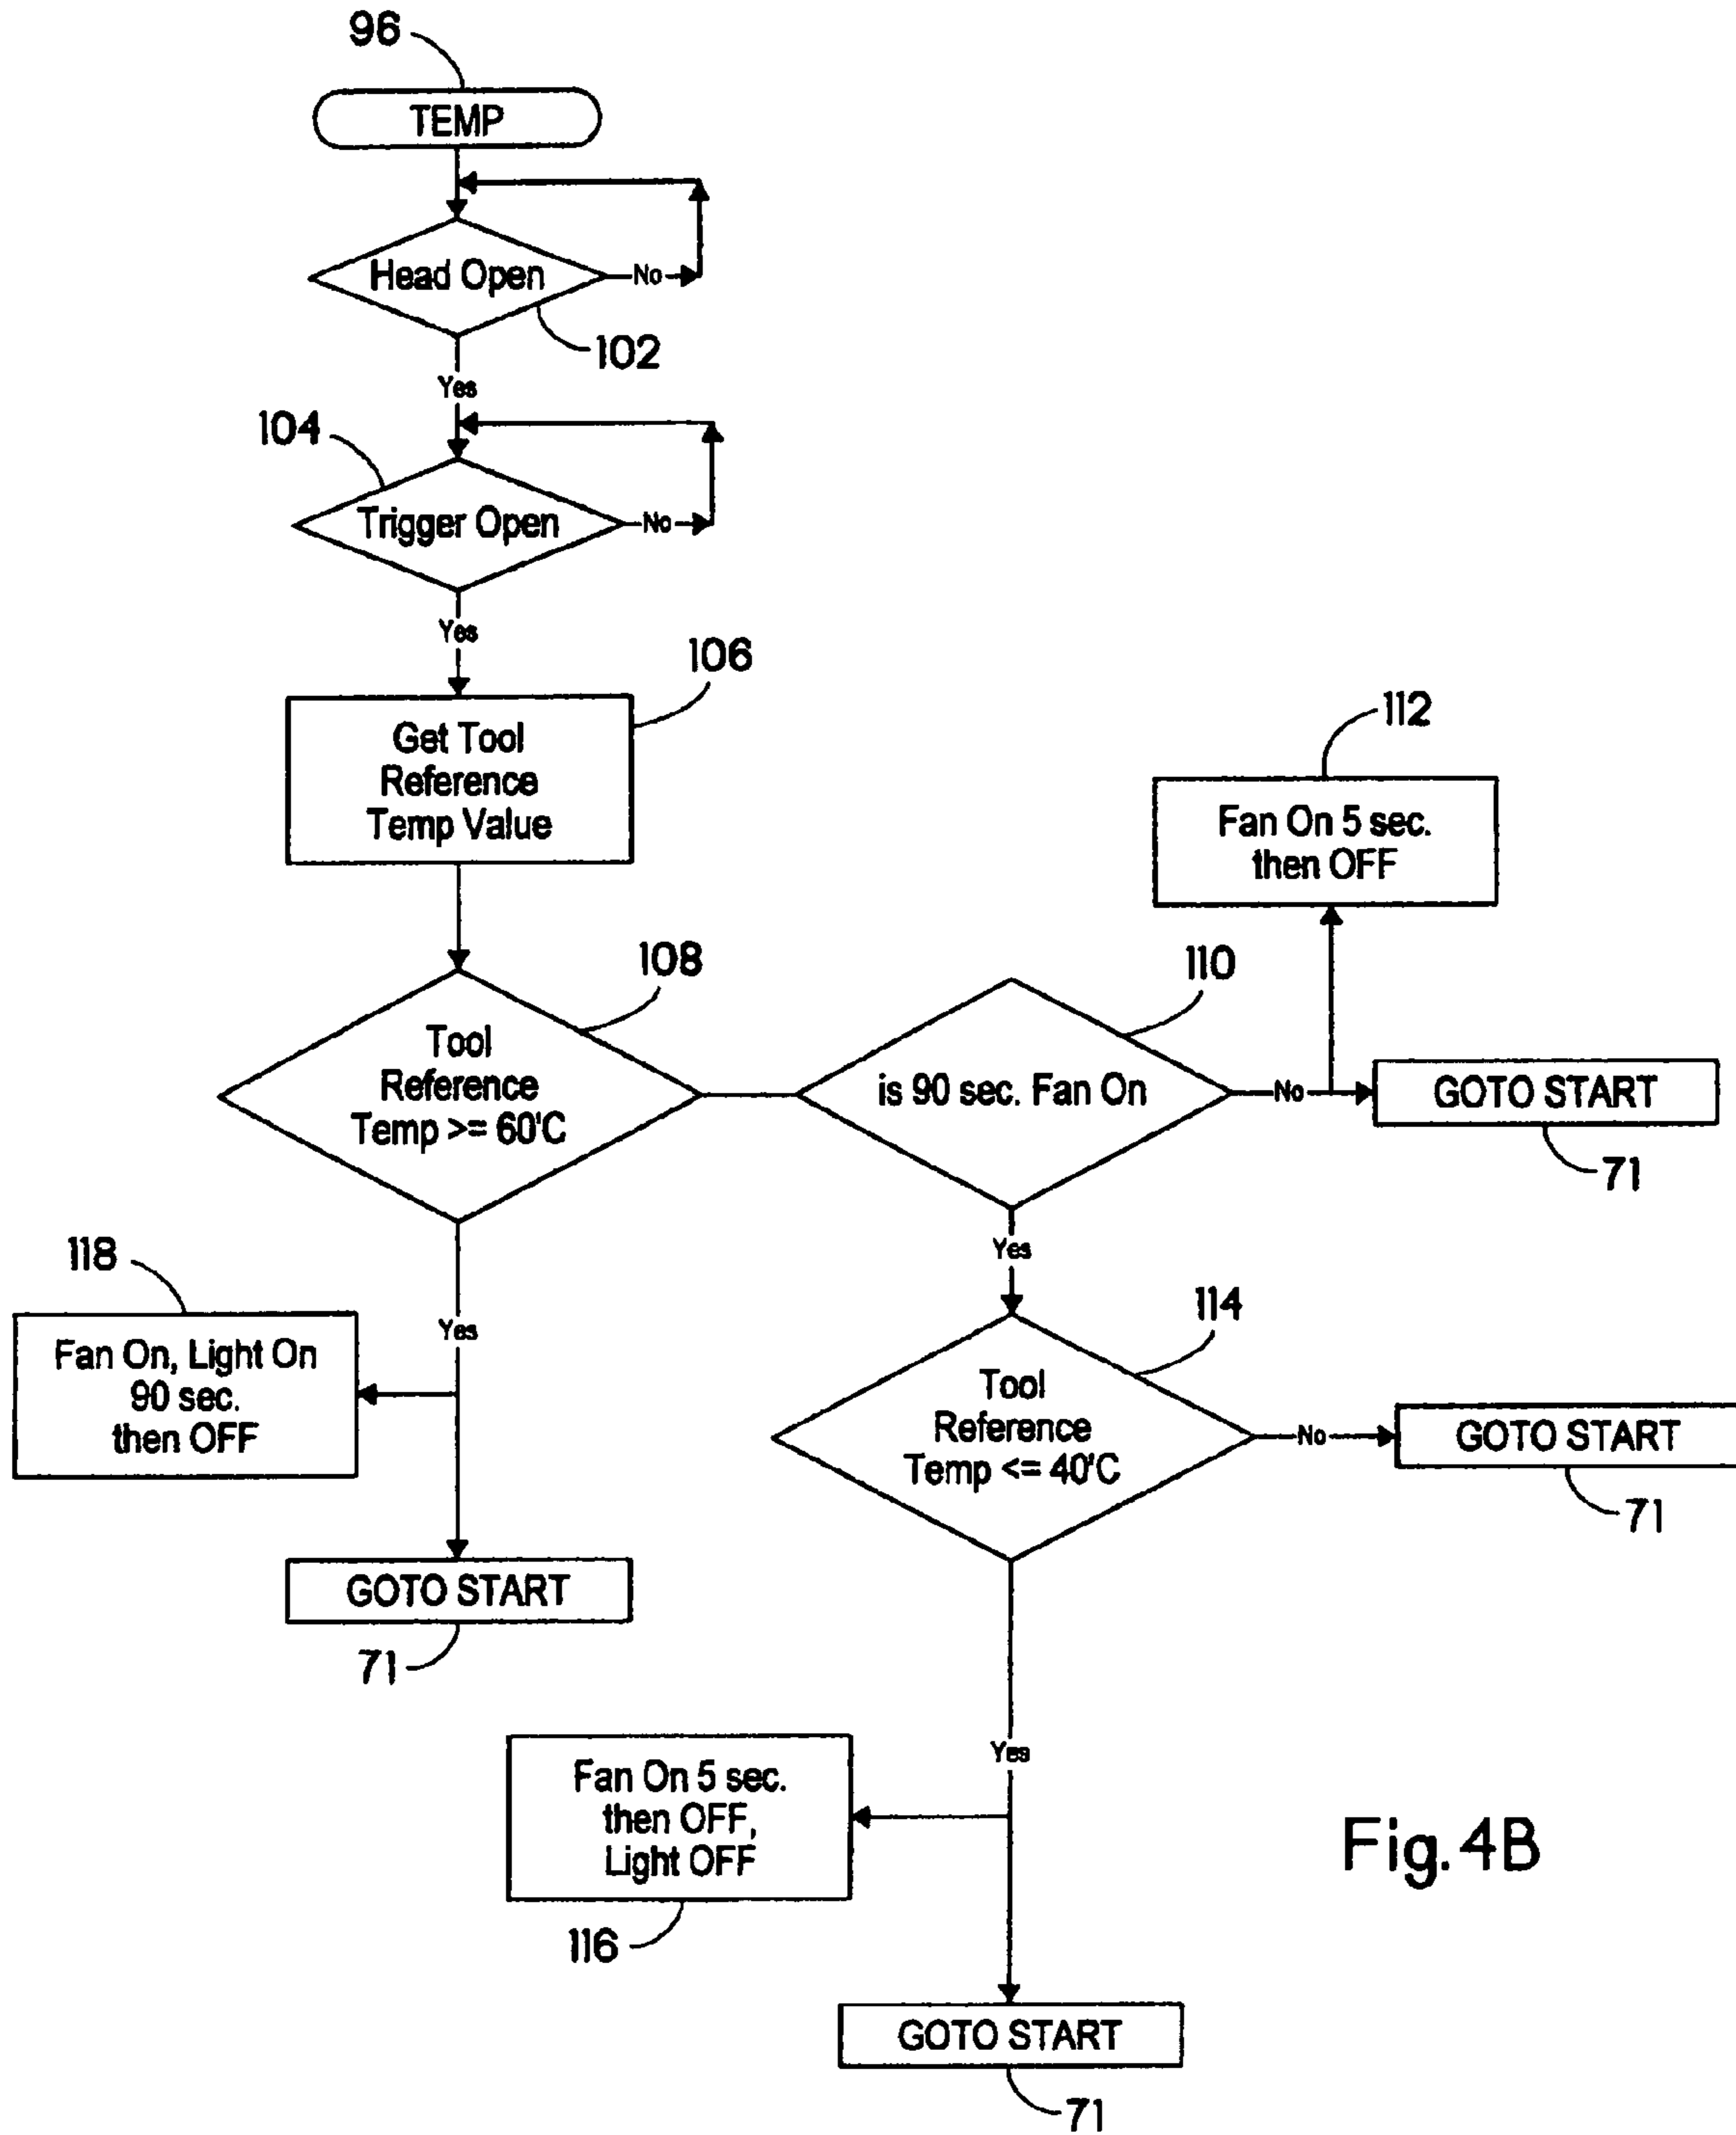 96
TEMP
Head Open
No
102
Yes
104
Trigger Open
No
Yes
106
Get Tool
Reference
Temp Value
112
Fan On 5 sec.
then OFF
108
Tool
Reference
Temp >= 60'C
110
is 90 sec. Fan On
No
GOTO START
71
Yes
118
Fan On, Light On
90 sec.
then OFF
Yes
GOTO START
71
114
Tool
Reference
Temp <= 40'C
No
GOTO START
71
Yes
Fan On 5 sec.
then OFF,
Light OFF
116
GOTO START
71
Fig. 4B